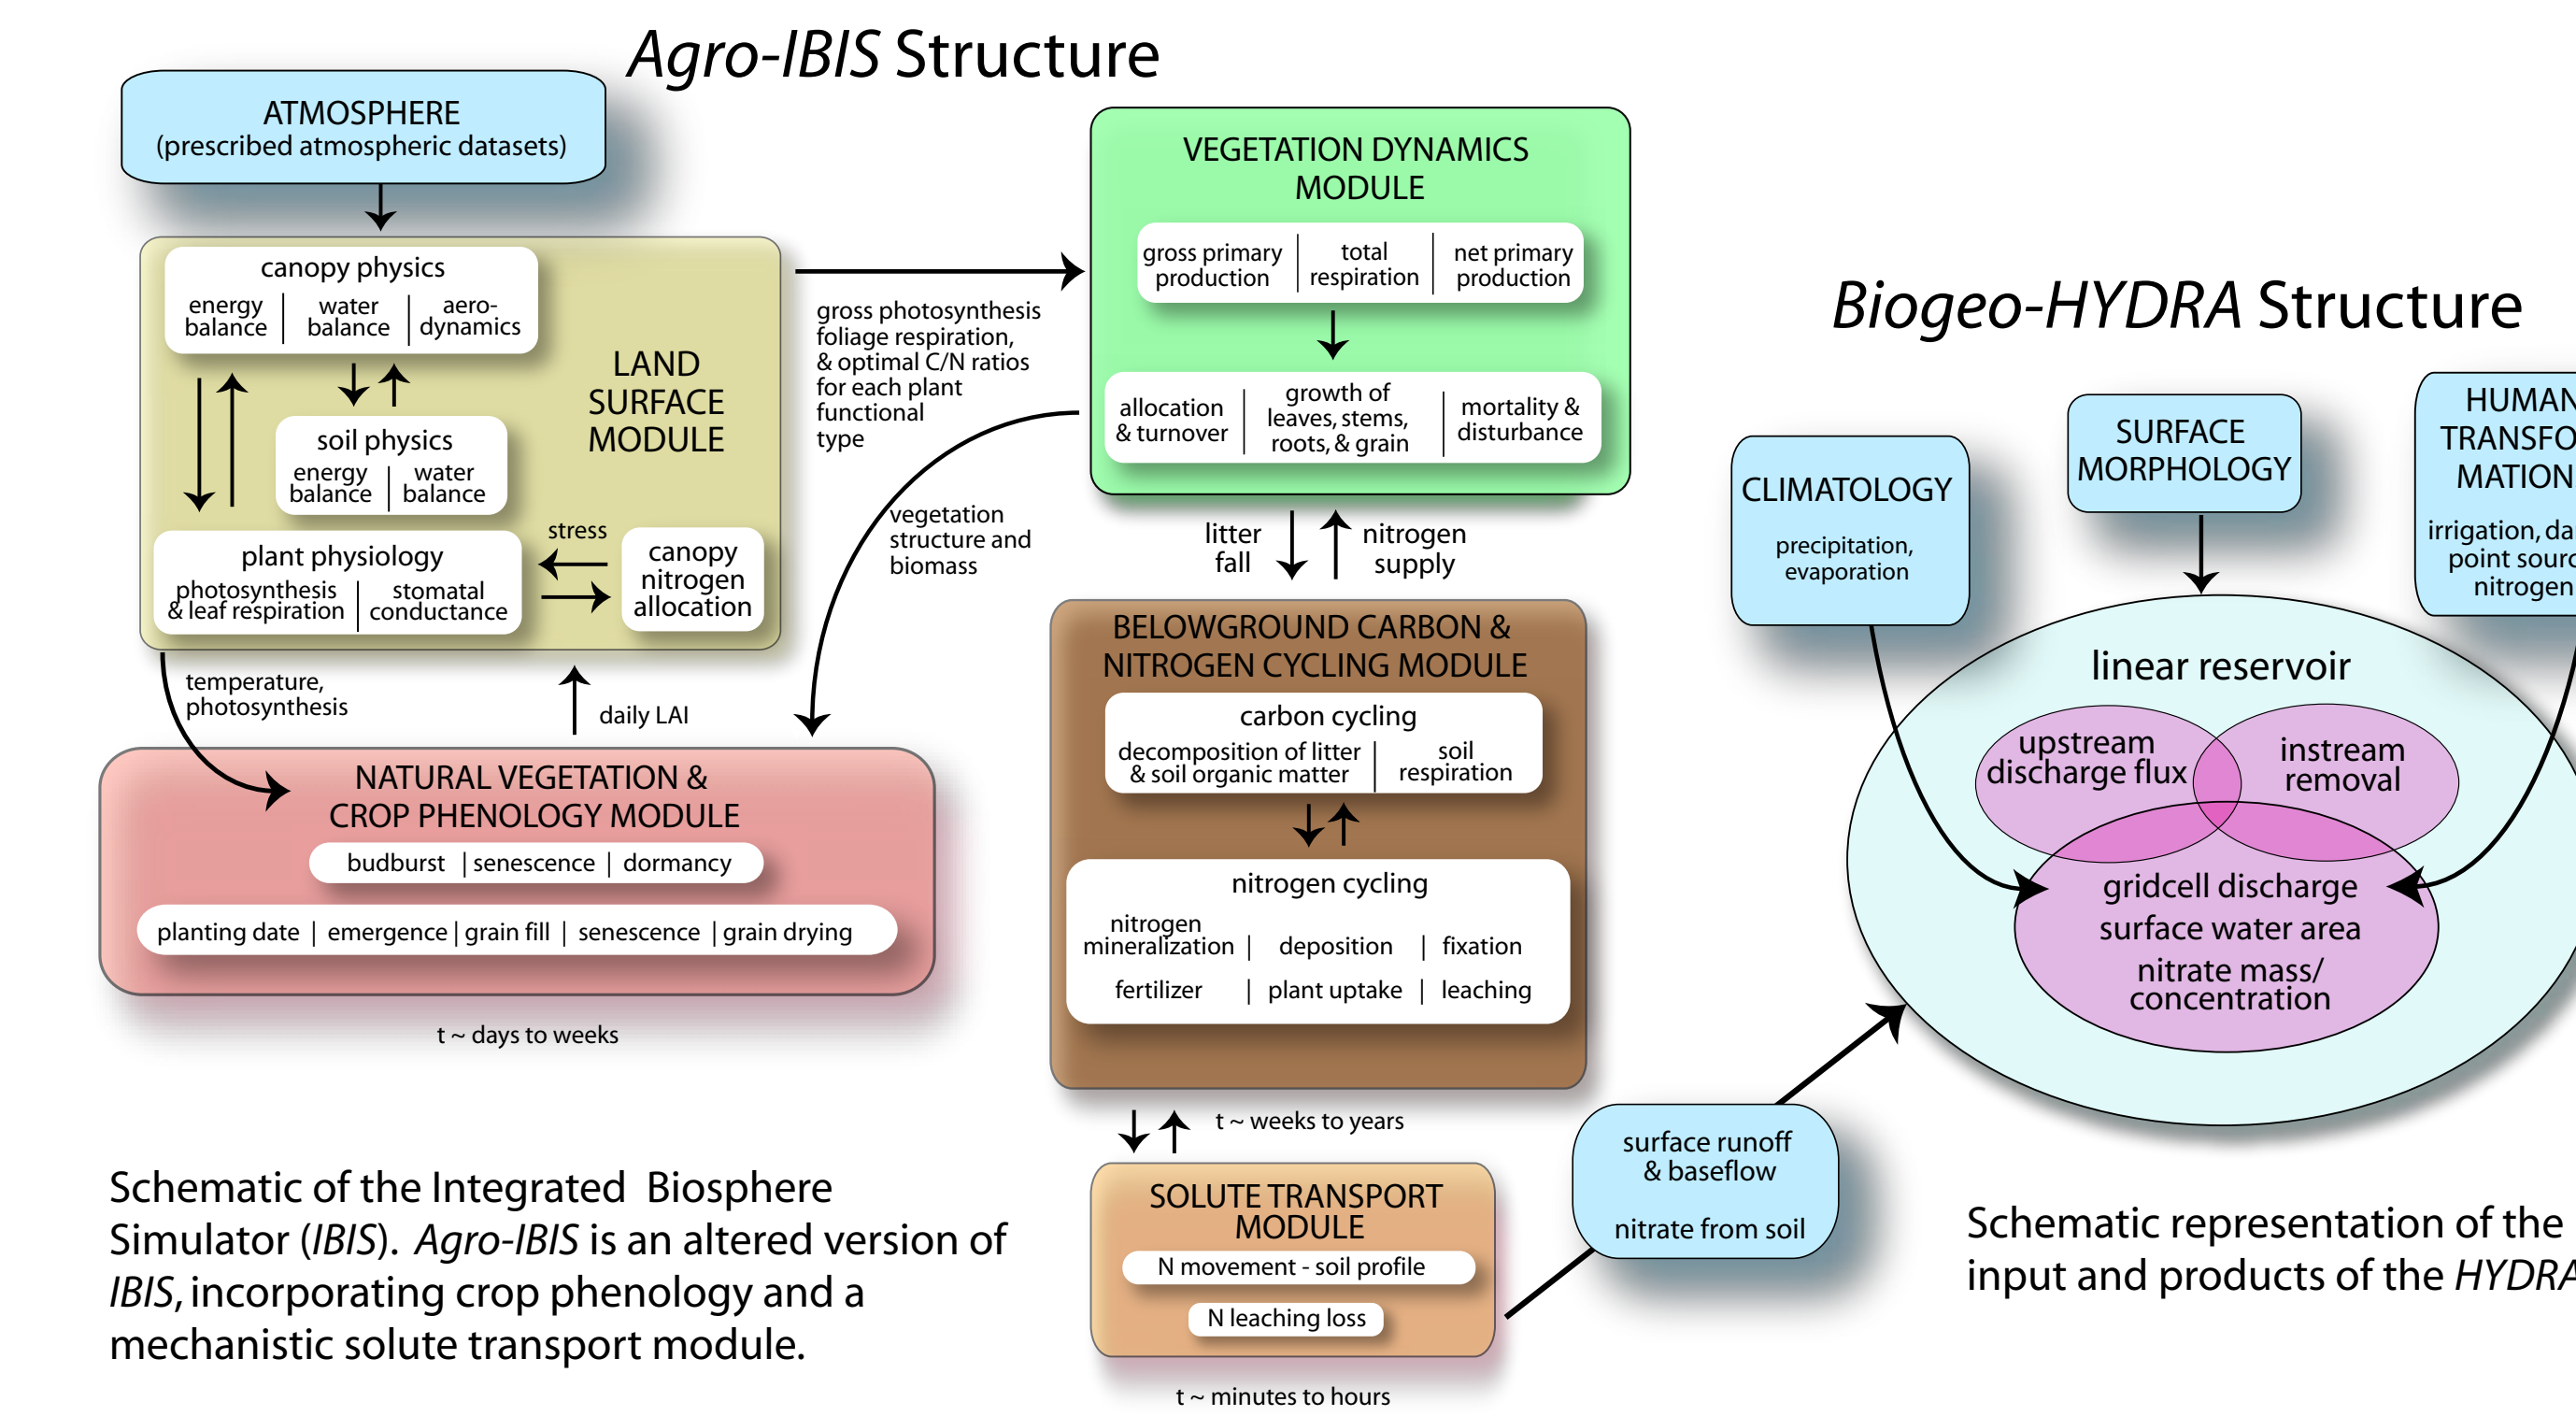 Agro-IBIS Structure
ATMOSPHERE
(prescribed atmospheric datasets)
canopy physics
energy balance | water balance | aero-dynamics
soil physics
energy balance | water balance
LAND
SURFACE
MODULE
plant physiology
photosynthesis & leaf respiration | stomatal conductance
stress
canopy
nitrogen
allocation
gross photosynthesis
foliage respiration,
& optimal C/N ratios
for each plant
functional
type
VEGETATION DYNAMICS
MODULE
gross primary production | total respiration | net primary production
allocation & turnover | growth of leaves, stems, roots, & grain | mortality & disturbance
vegetation
structure and
biomass
litter
fall
nitrogen
supply
temperature,
photosynthesis
daily LAI
NATURAL VEGETATION &
CROP PHENOLOGY MODULE
budburst | senescence | dormancy
planting date | emergence | grain fill | senescence | grain drying
t ~ days to weeks
BELOWGROUND CARBON &
NITROGEN CYCLING MODULE
carbon cycling
decomposition of litter & soil organic matter | soil respiration
nitrogen cycling
nitrogen mineralization | deposition | fixation
fertilizer | plant uptake | leaching
t ~ weeks to years
SOLUTE TRANSPORT
MODULE
N movement - soil profile
N leaching loss
t ~ minutes to hours
surface runoff
& baseflow
nitrate from soil
Schematic of the Integrated Biosphere
Simulator (IBIS). Agro-IBIS is an altered version of
IBIS, incorporating crop phenology and a
mechanistic solute transport module.
Biogeo-HYDRA Structure
CLIMATOLOGY
precipitation,
evaporation
SURFACE
MORPHOLOGY
HUMAN
TRANSFO
MATION
irrigation, da
point sourc
nitrogen
linear reservoir
upstream
discharge flux
instream
removal
gridcell discharge
surface water area
nitrate mass/
concentration
Schematic representation of the
input and products of the HYDRA